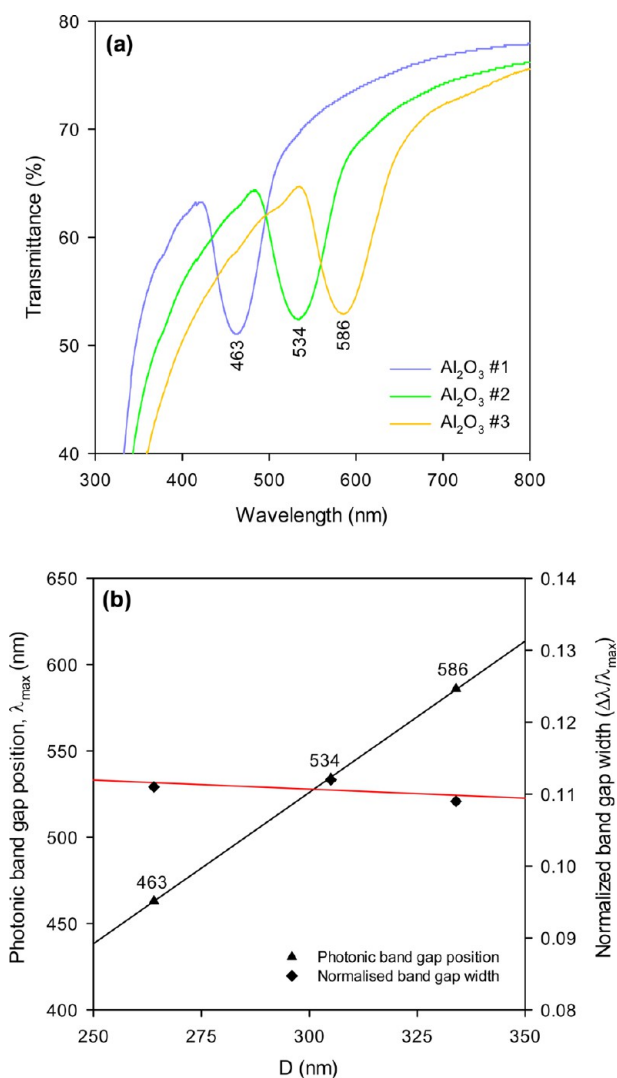 (a)
80
70
60
50
40
Transmittance (%)
463
534
586
Al₂O₃ #1
Al₂O₃ #2
Al₂O₃ #3
300 400 500 600 700 800
Wavelength (nm)
(b)
650
600
550
500
450
400
Photonic band gap position, λmax (nm)
0.14
0.13
0.12
0.11
0.10
0.09
0.08
Normalized band gap width (Δλ/λmax)
586
534
463
Photonic band gap position
Normalised band gap width
250 275 300 325 350
D (nm)